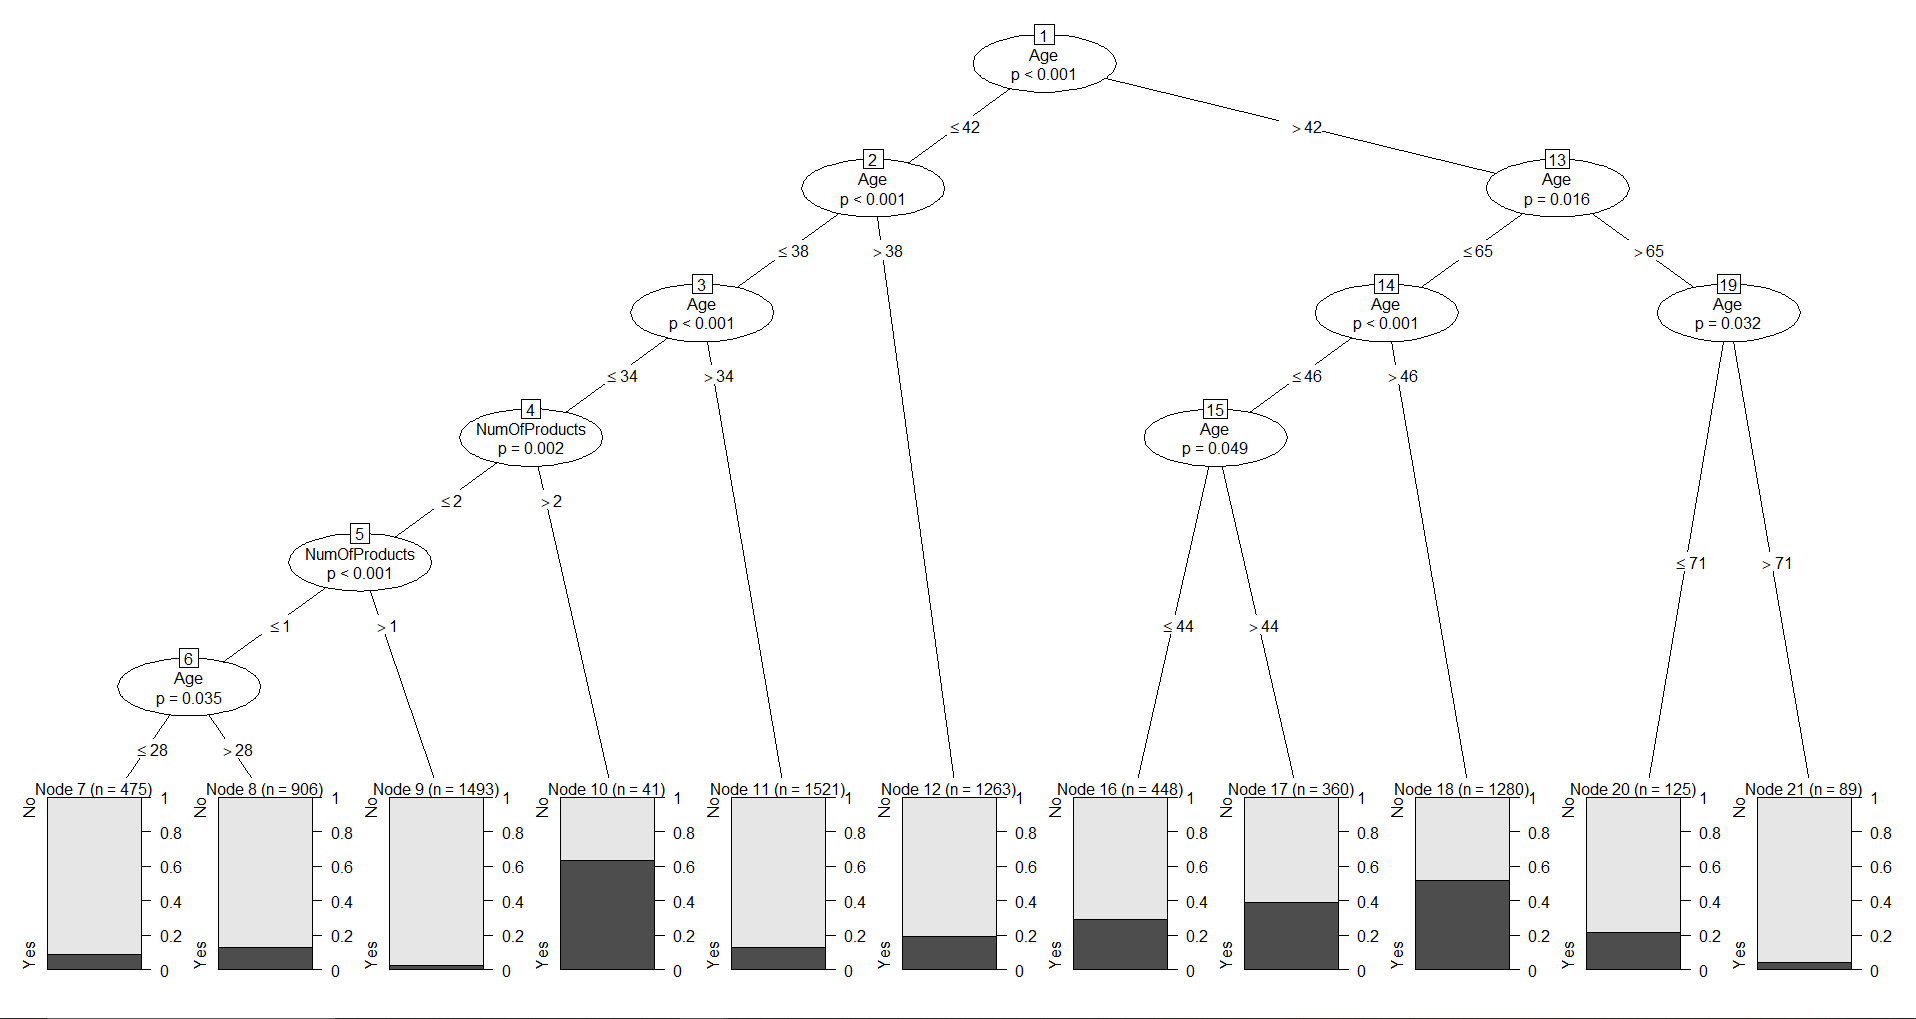 1
Age
p < 0.001
≤ 42
> 42
2
Age
p < 0.001
13
Age
p = 0.016
≤ 38
> 38
≤ 65
> 65
3
Age
p < 0.001
14
Age
p < 0.001
19
Age
p = 0.032
≤ 34
> 34
≤ 46
> 46
4
NumOfProducts
p = 0.002
15
Age
p = 0.049
≤ 2
> 2
5
NumOfProducts
p < 0.001
≤ 71
> 71
≤ 1
> 1
≤ 44
> 44
6
Age
p = 0.035
≤ 28
> 28
Node 7 (n = 475)
No
Yes
1
0.8
0.6
0.4
0.2
0
Node 8 (n = 906)
No
Yes
1
0.8
0.6
0.4
0.2
0
Node 9 (n = 1493)
No
Yes
1
0.8
0.6
0.4
0.2
0
Node 10 (n = 41)
No
Yes
1
0.8
0.6
0.4
0.2
0
Node 11 (n = 1521)
No
Yes
1
0.8
0.6
0.4
0.2
0
Node 12 (n = 1263)
No
Yes
1
0.8
0.6
0.4
0.2
0
Node 16 (n = 448)
No
Yes
1
0.8
0.6
0.4
0.2
0
Node 17 (n = 360)
No
Yes
1
0.8
0.6
0.4
0.2
0
Node 18 (n = 1280)
No
Yes
1
0.8
0.6
0.4
0.2
0
Node 20 (n = 125)
No
Yes
1
0.8
0.6
0.4
0.2
0
Node 21 (n = 89)
No
Yes
1
0.8
0.6
0.4
0.2
0